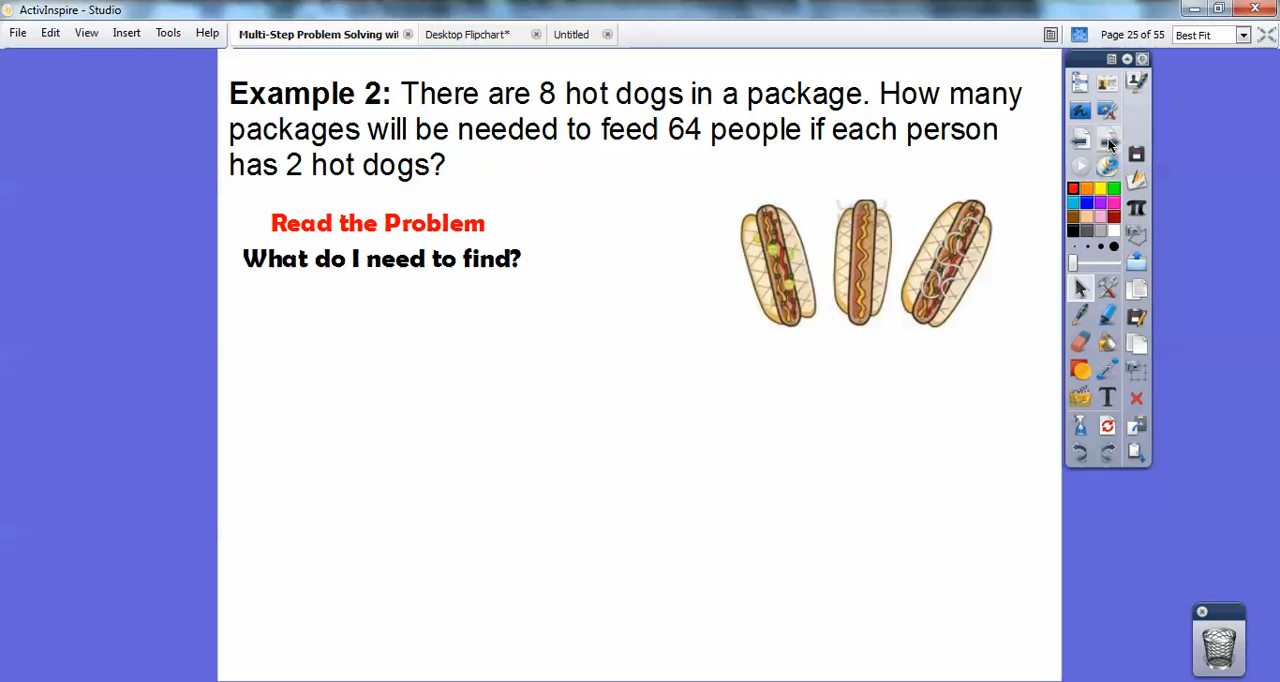 ActivInspire - Studio
File Edit View Insert Tools Help
Multi-Step Problem Solving wit Desktop Flipchart* Untitled
Page 25 of 55 Best Fit
Example 2: There are 8 hot dogs in a package. How many
packages will be needed to feed 64 people if each person
has 2 hot dogs?
Read the Problem
What do I need to find?